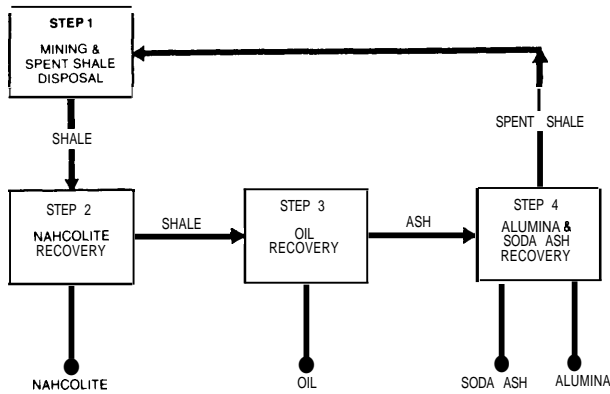 STEP 1
MINING &
SPENT SHALE
DISPOSAL
SHALE
SPENT SHALE
STEP 2
NAHCOLITE
RECOVERY
SHALE
STEP 3
OIL
RECOVERY
ASH
STEP 4
ALUMINA &
SODA ASH
RECOVERY
NAHCOLITE
OIL
SODA ASH
ALUMINA